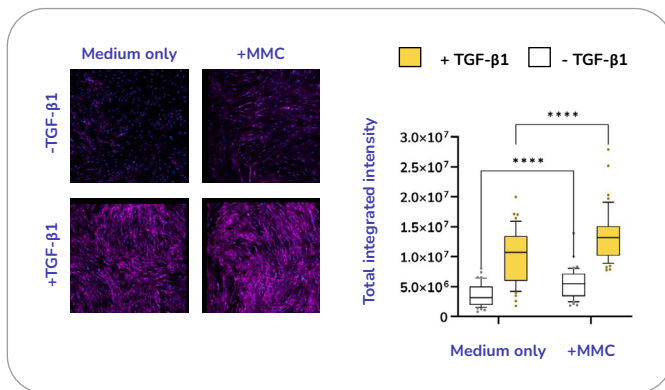 Medium only
+MMC
-TGF-β1
+TGF-β1
+ TGF-β1
- TGF-β1
Total integrated intensity
3.0×10⁷
2.5×10⁷
2.0×10⁷
1.5×10⁷
1.0×10⁷
5.0×10⁶
0
****
****
Medium only
+MMC